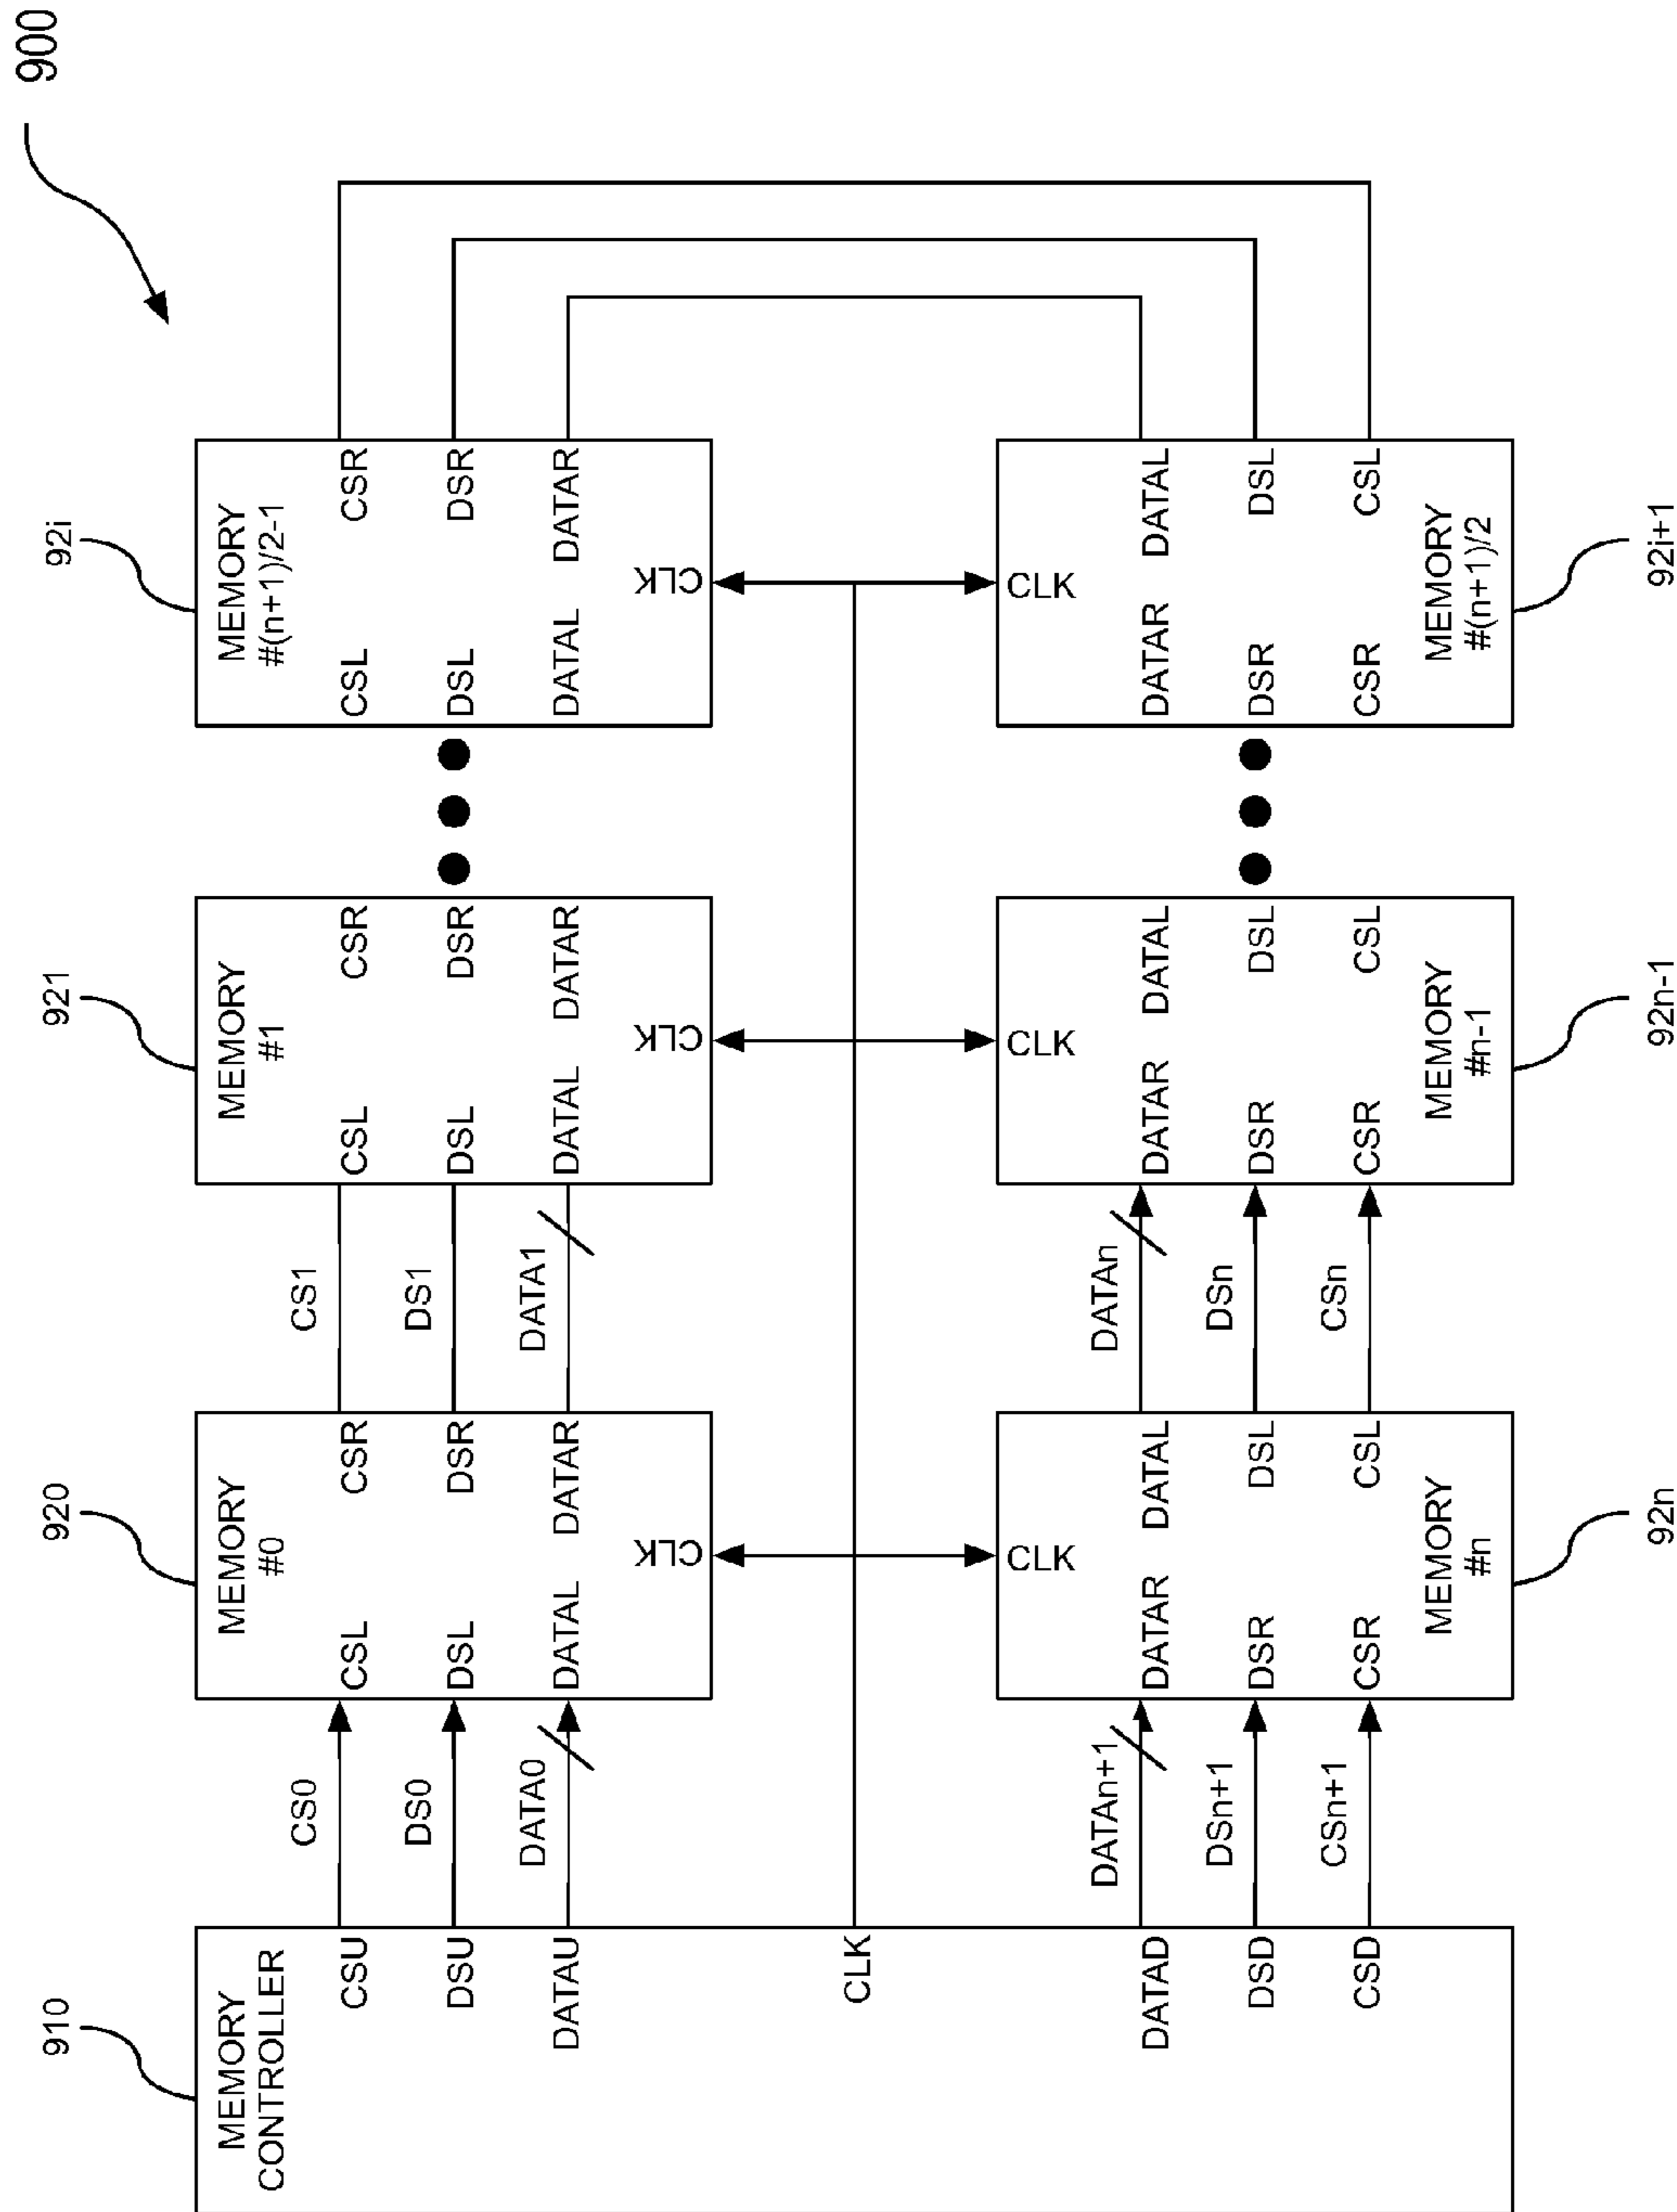 900
910
MEMORY
CONTROLLER
CSU
DSU
DATAU
CLK
DATAD
DSD
CSD
CS0
DS0
DATA0
DATAn+1
DSn+1
CSn+1
920
MEMORY
#0
CSL CSR
DSL DSR
DATAL DATAR
CLK
CLK
DATAR DATAL
DSR DSL
CSR CSL
MEMORY
#n
92n
CS1
DS1
DATA1
DATAn
DSn
CSn
921
MEMORY
#1
CSL CSR
DSL DSR
DATAL DATAR
CLK
CLK
DATAR DATAL
DSR DSL
CSR CSL
MEMORY
#n-1
92n-1
92i
MEMORY
#(n+1)/2-1
CSL CSR
DSL DSR
DATAL DATAR
CLK
CLK
DATAR DATAL
DSR DSL
CSR CSL
MEMORY
#(n+1)/2
92i+1